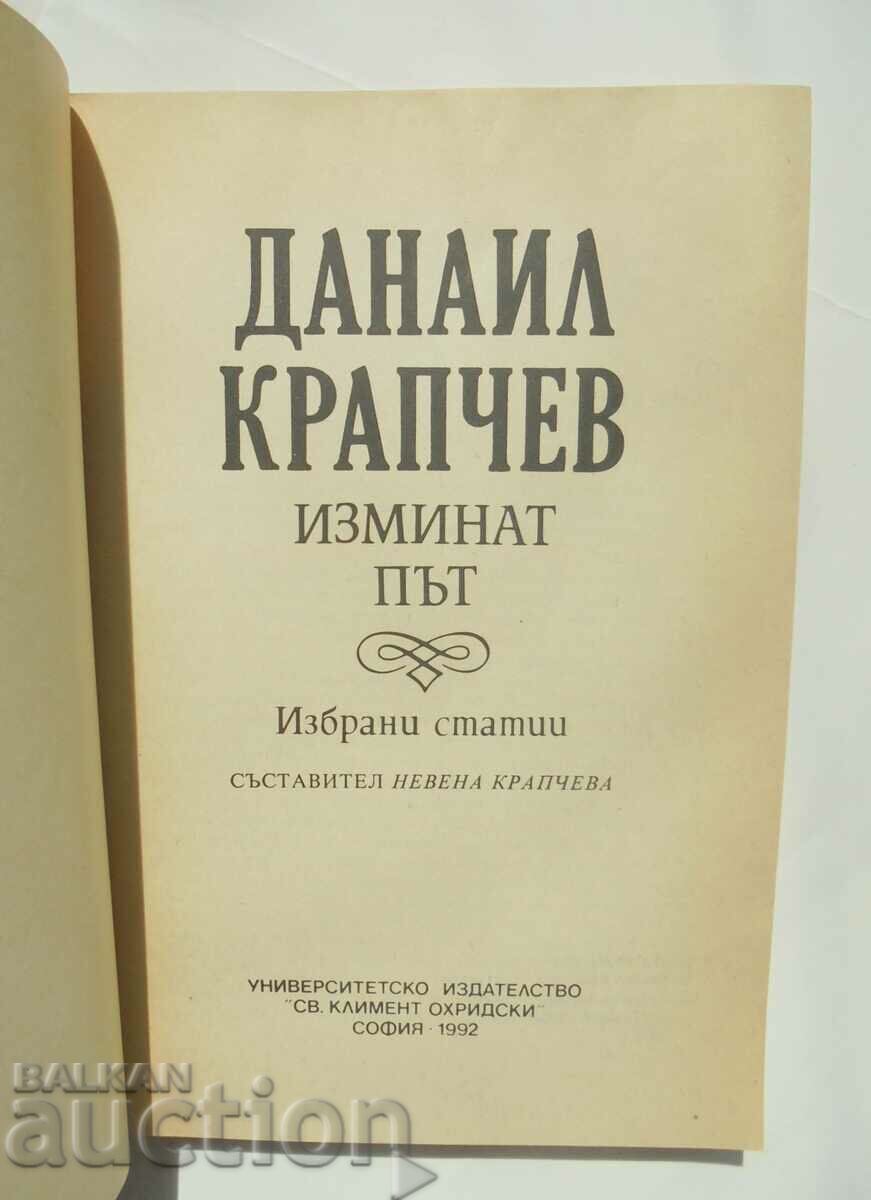 ДАНАИЛ
КРАПЧЕВ
ИЗМИНАТ
ПЪТ
Избрани статии
СЪСТАВИТЕЛ НЕВЕНА КРАПЧЕВА
УНИВЕРСИТЕТСКО ИЗДАТЕЛСТВО
"СВ. КЛИМЕНТ ОХРИДСКИ"
СОФИЯ · 1992
BALKAN
auction